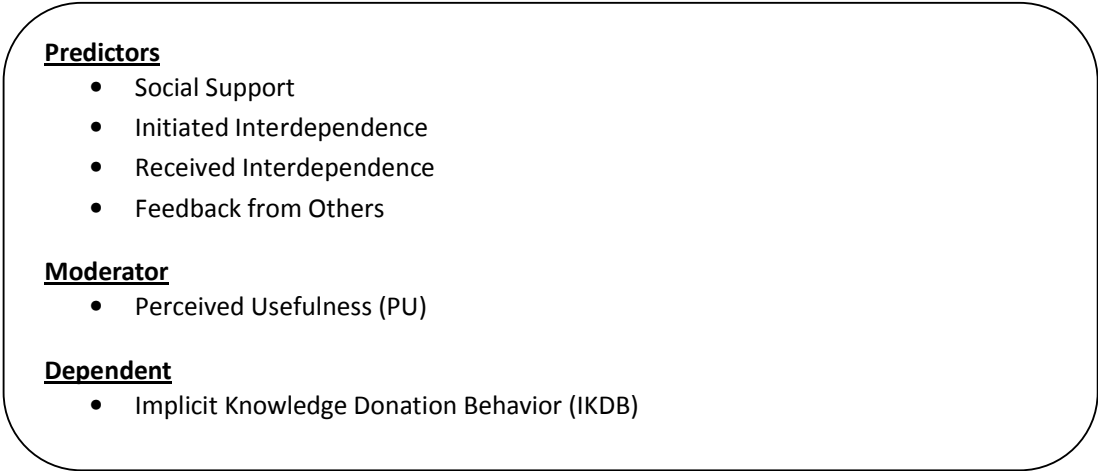 Predictors
• Social Support
• Initiated Interdependence
• Received Interdependence
• Feedback from Others
Moderator
• Perceived Usefulness (PU)
Dependent
• Implicit Knowledge Donation Behavior (IKDB)